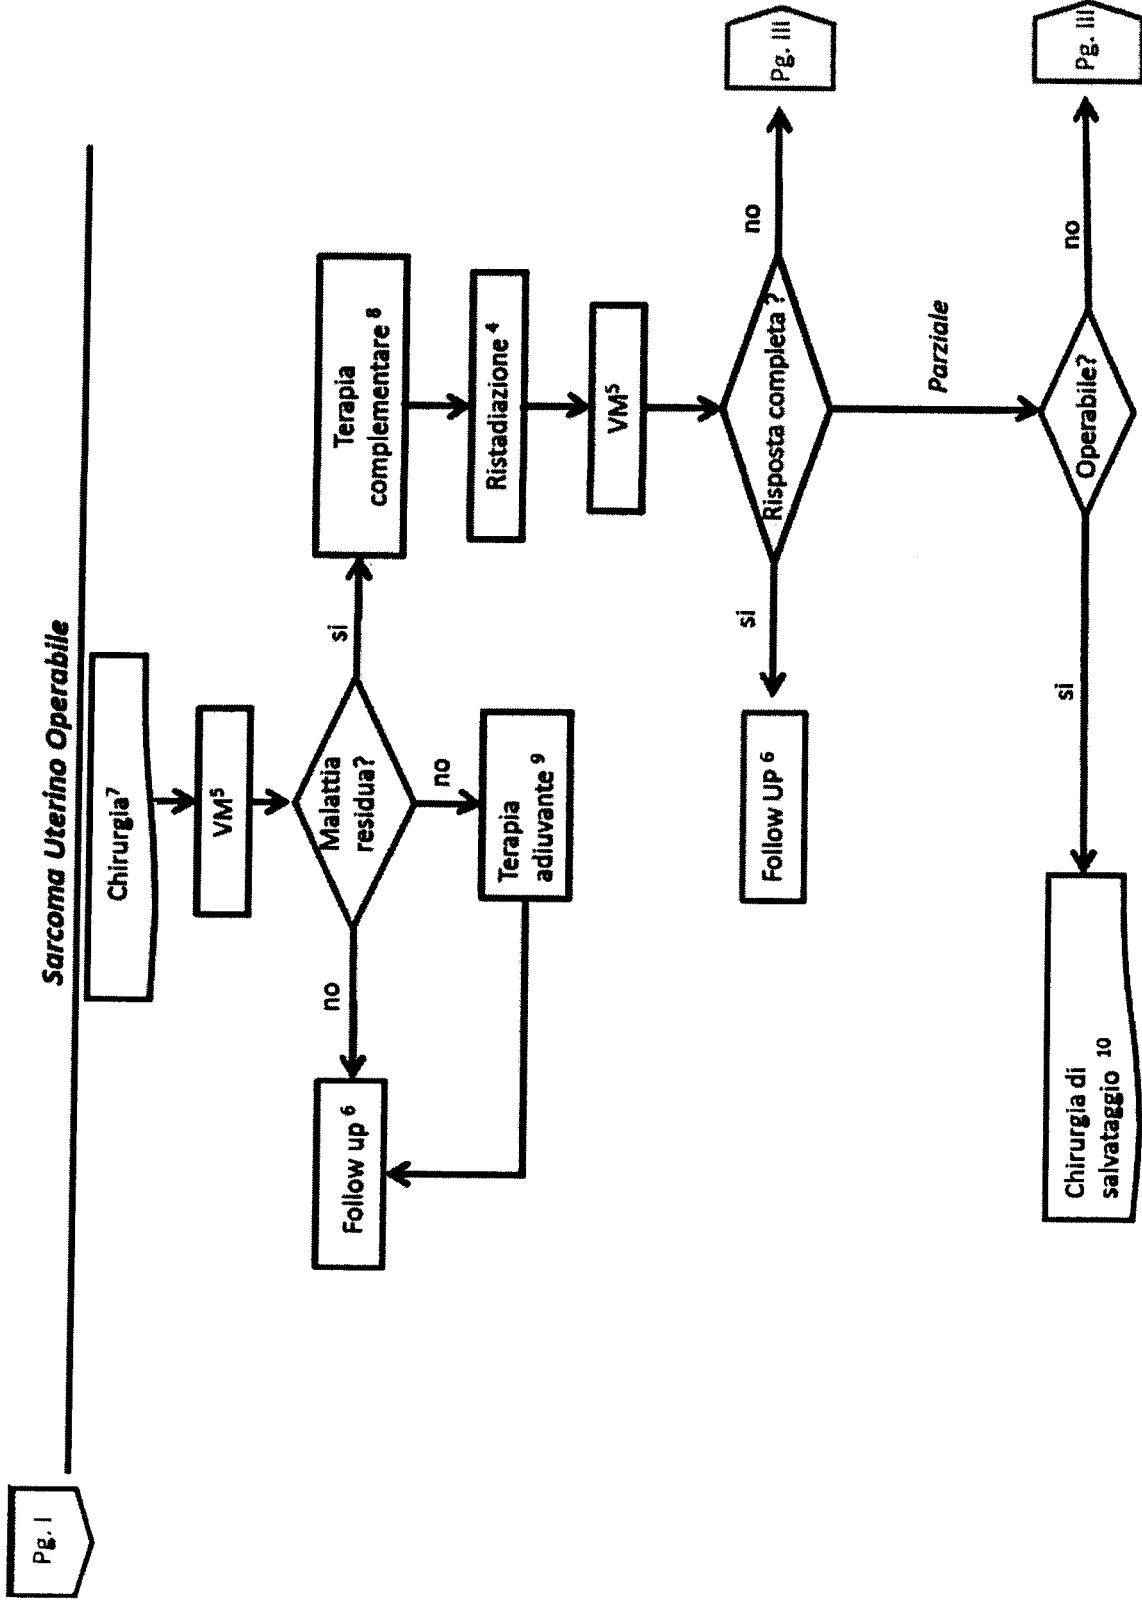 Pg. I
Sarcoma Uterino Operabile
Chirurgia7
VM5
Malattia
residua?
no
si
no
Follow up 6
Terapia
adiuvante 9
Terapia
complementare 8
Ristadiazione 4
VM5
Risposta completa ?
si
no
Follow UP 6
Pg. III
Parziale
Operabile?
si
no
Chirurgia di
salvataggio 10
Pg. III